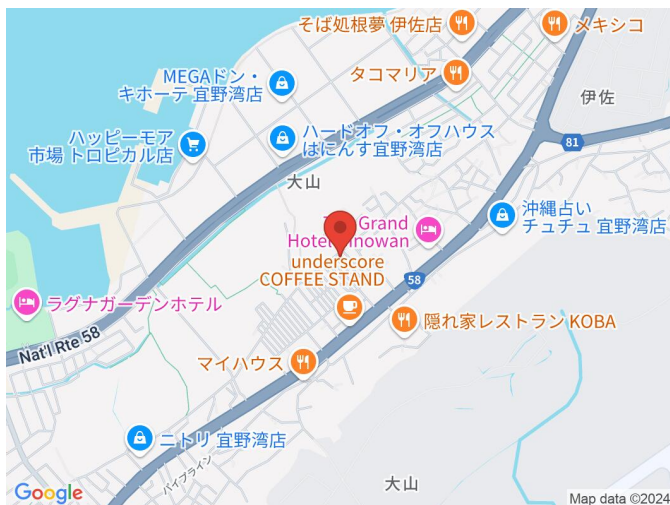 そば処根夢 伊佐店
メキシコ
タコマリア
MEGAドン・
キホーテ 宜野湾店
伊佐
ハッピーモア
市場 トロピカル店
ハードオフ・オフハウス
はにんす宜野湾店
81
大山
沖縄占い
チュチュ 宜野湾店
Grand
Hotel
inowan
underscore
COFFEE STAND
58
ラグナガーデンホテル
隠れ家レストラン KOBA
Nat'l Rte 58
マイハウス
ニトリ 宜野湾店
パイプライン
大山
Google
Map data ©2024